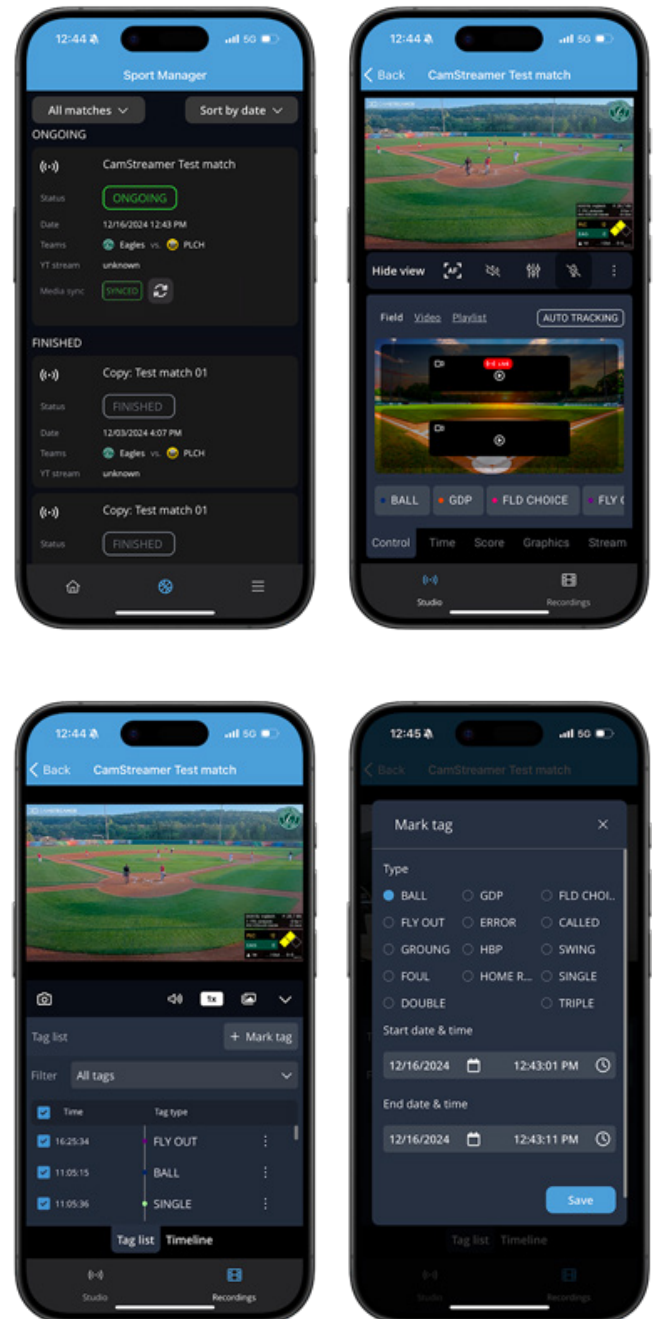 12:44
5G
Sport Manager
All matches
Sort by date
ONGOING
CamStreamer Test match
Status ONGOING
Date 12/16/2024 12:43 PM
Teams Eagles vs. PLCH
YT stream unknown
Media sync SYNCED
FINISHED
Copy: Test match 01
Status FINISHED
Date 12/03/2024 4:07 PM
Teams Eagles vs. PLCH
YT stream unknown
Copy: Test match 01
Status FINISHED
12:44
5G
Back CamStreamer Test match
Hide view AF
Field Video Playlist AUTO TRACKING
LIVE
BALL GDP FLD CHOICE FLY
Control Time Score Graphics Stream
Studio Recordings
12:44
5G
Back CamStreamer Test match
1x
Tag list + Mark tag
Filter All tags
Time Tag type
16:25:34 FLY OUT
11:05:15 BALL
11:05:36 SINGLE
Tag list Timeline
Studio Recordings
12:45
5G
Back CamStreamer Test match
Mark tag
Type
BALL GDP FLD CHOI..
FLY OUT ERROR CALLED
GROUNG HBP SWING
FOUL HOME R... SINGLE
DOUBLE TRIPLE
Start date & time
12/16/2024 12:43:01 PM
End date & time
12/16/2024 12:43:11 PM
Save
Tag list Timeline
Studio Recordings